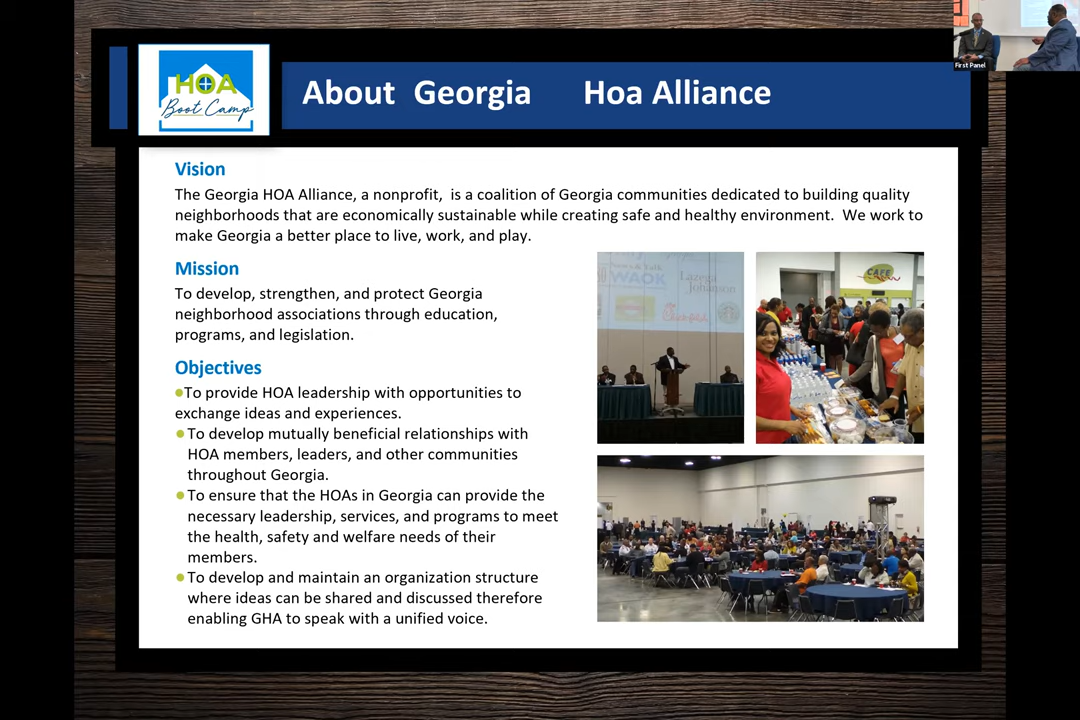 First Panel
HOA
Boot Camp
About Georgia Hoa Alliance
Vision
The Georgia HOA Alliance, a nonprofit, is a coalition of Georgia communities dedicated to building quality
neighborhoods that are economically sustainable while creating safe and healthy environment. We work to
make Georgia a better place to live, work, and play.
Mission
To develop, strengthen, and protect Georgia
neighborhood associations through education,
programs, and legislation.
Objectives
●To provide HOA leadership with opportunities to
exchange ideas and experiences.
● To develop mutually beneficial relationships with
HOA members, leaders, and other communities
throughout Georgia.
● To ensure that the HOAs in Georgia can provide the
necessary leadership, services, and programs to meet
the health, safety and welfare needs of their
members.
● To develop and maintain an organization structure
where ideas can be shared and discussed therefore
enabling GHA to speak with a unified voice.
WAOK
Chick-fil-A
CAFE